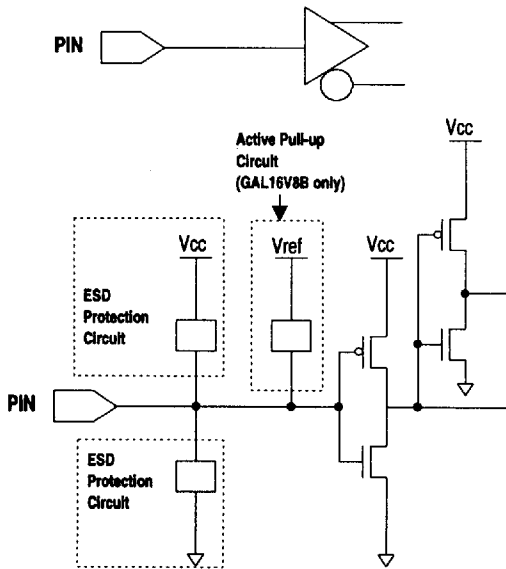 PIN
Active Pull-up
Circuit
(GAL16V8B only)
Vcc
Vcc
Vref
Vcc
ESD
Protection
Circuit
PIN
ESD
Protection
Circuit